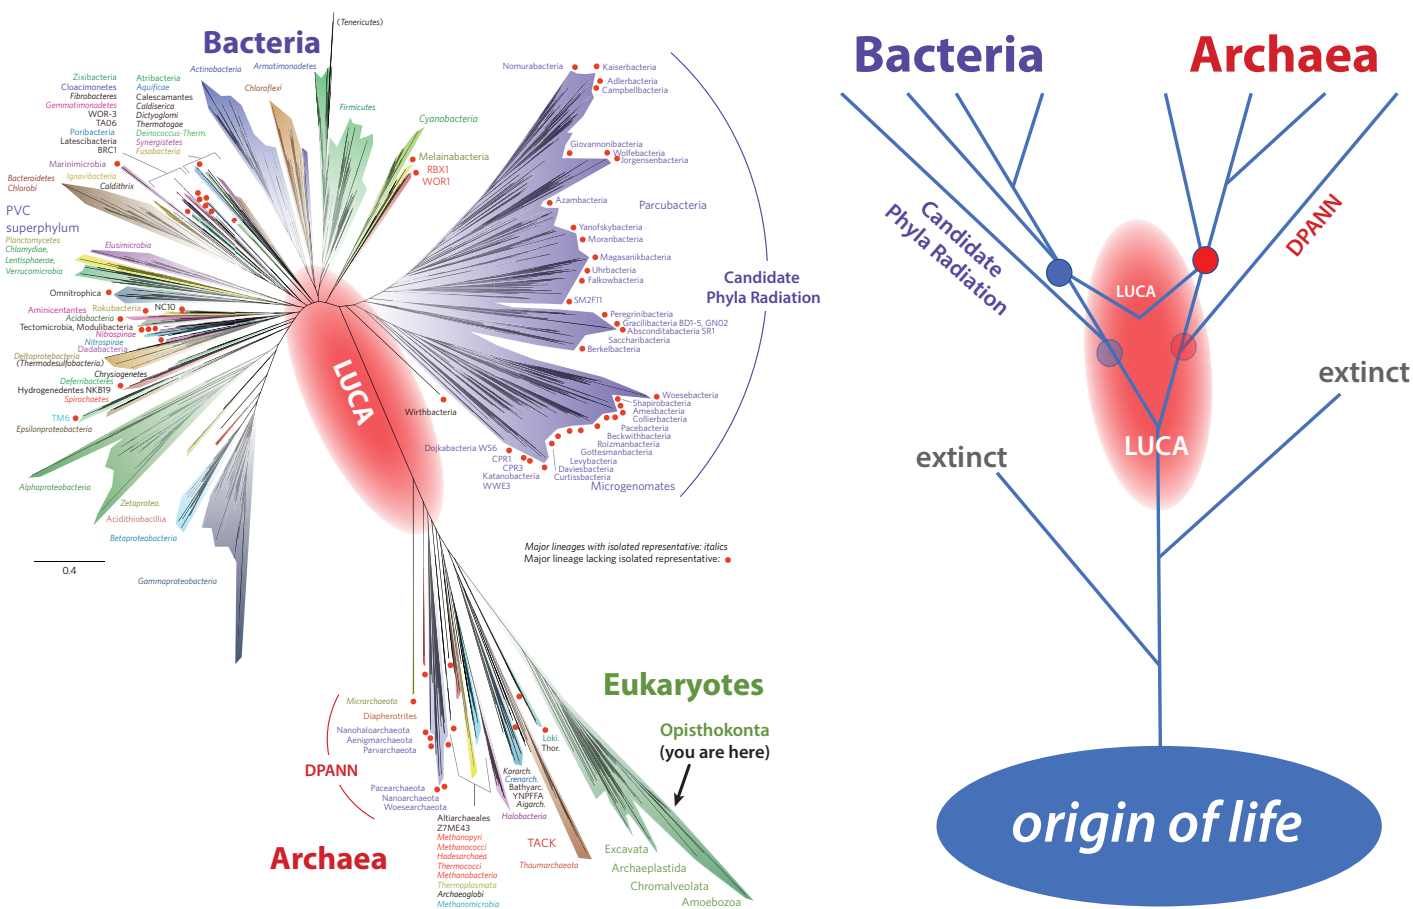 Bacteria
(Tenericutes)
Actinobacteria
Armatimonadetes
Zixibacteria
Cloacimonetes
Fibrobacteres
Gemmatimonadetes
WOR-3
TA06
Poribacteria
Latescibacteria
BRC1
Atribacteria
Aquificae
Calescamantes
Caldiserica
Dictyoglomi
Thermotogae
Deinococcus-Therm.
Synergistetes
Fusobacteria
Chloroflexi
Firmicutes
Cyanobacteria
Melainabacteria
RBX1
WOR1
Marinimicrobia
Bacteroidetes
Chlorobi
Ignavibacteria
Caldithrix
PVC
superphylum
Planctomycetes
Chlamydiae,
Lentisphaerae,
Verrucomicrobia
Elusimicrobia
Omnitrophica
Aminicentantes
Rokubacteria
NC10
Acidobacteria
Tectomicrobia, Modulibacteria
Nitrospinae
Nitrospirae
Dadabacteria
Deltaprotebacteria
(Thermodesulfobacteria)
Chrysiogenetes
Deferribacteres
Hydrogenedentes NKB19
Spirochaetes
TM6
Epsilonproteobacteria
Alphaproteobacteria
Zetaproteo.
Acidithiobacillia
Betaproteobacteria
Gammaproteobacteria
0.4
Nomurabacteria
Kaiserbacteria
Adlerbacteria
Campbellbacteria
Giovannonibacteria
Wolfebacteria
Jorgensenbacteria
Azambacteria
Parcubacteria
Yanofskybacteria
Moranbacteria
Magasanikbacteria
Uhrbacteria
Falkowbacteria
SM2F11
Candidate
Phyla Radiation
Peregrinibacteria
Gracilibacteria BD1-5, GN02
Absconditabacteria SR1
Saccharibacteria
Berkelbacteria
LUCA
Wirthbacteria
Woesebacteria
Shapirobacteria
Amesbacteria
Collierbacteria
Pacebacteria
Beckwithbacteria
Roizmanbacteria
Gottesmanbacteria
Levybacteria
Daviesbacteria
Curtissbacteria
Dojkabacteria WS6
CPR1
CPR3
Katanobacteria
WWE3
Microgenomates
Major lineages with isolated representative: italics
Major lineage lacking isolated representative:
Micrarchaeota
Diapherotrites
Nanohaloarchaeota
Aenigmarchaeota
Parvarchaeota
DPANN
Pacearchaeota
Nanoarchaeota
Woesearchaeota
Archaea
Altiarchaeales
Z7ME43
Methanopyri
Methanococci
Hadesarchaea
Thermococci
Methanobacteria
Thermoplasmata
Archaeoglobi
Methanomicrobia
Halobacteria
Korarch.
Crenarch.
Bathyarc.
YNPFFA
Aigarch.
Loki.
Thor.
TACK
Thaumarchaeota
Eukaryotes
Opisthokonta
(you are here)
Excavata
Archaeplastida
Chromalveolata
Amoebozoa
Bacteria
Archaea
Candidate
Phyla Radiation
DPANN
LUCA
LUCA
extinct
extinct
origin of life